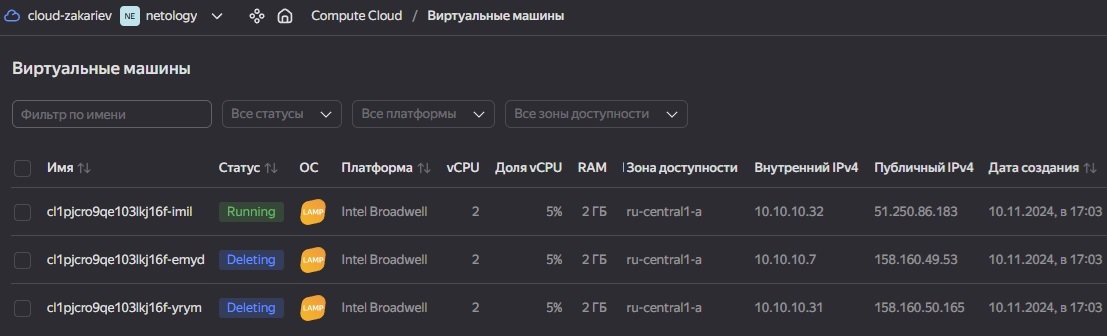 cloud-zakariev NE netology Compute Cloud / Виртуальные машины
Виртуальные машины
Фильтр по имени Все статусы Все платформы Все зоны доступности
Имя Статус ОС Платформа vCPU Доля vCPU RAM Зона доступности Внутренний IPv4 Публичный IPv4 Дата создания
cl1pjcro9qe103lkj16f-imil Running LAMP Intel Broadwell 2 5% 2 ГБ ru-central1-a 10.10.10.32 51.250.86.183 10.11.2024, в 17:03
cl1pjcro9qe103lkj16f-emyd Deleting LAMP Intel Broadwell 2 5% 2 ГБ ru-central1-a 10.10.10.7 158.160.49.53 10.11.2024, в 17:03
cl1pjcro9qe103lkj16f-yrym Deleting LAMP Intel Broadwell 2 5% 2 ГБ ru-central1-a 10.10.10.31 158.160.50.165 10.11.2024, в 17:03